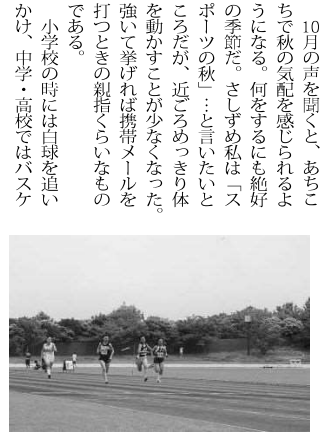 10月の声を聞くと、あちこ
ちで秋の気配を感じられるよ
うになる。何をするにも絶好
の季節だ。さしずめ私は「ス
ポーツの秋」…と言いたいと
ころだが、近ごろめっきり体
を動かすことが少なくなった。
強いて挙げれば携帯メールを
打つときの親指くらいなもの
である。
　小学校の時には白球を追い
かけ、中学・高校ではバスケ